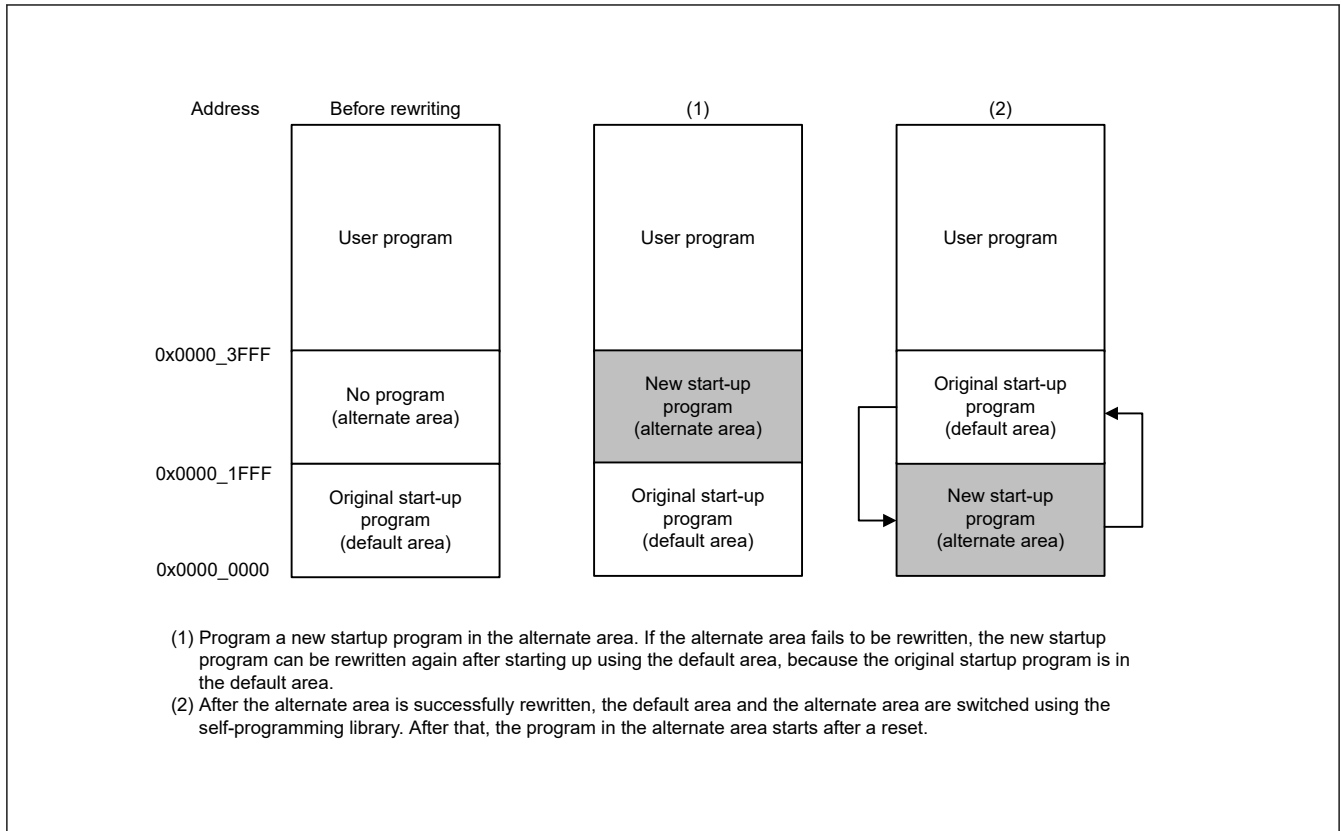 Address Before rewriting (1) (2)
User program User program User program
0x0000_3FFF
No program
(alternate area)
New start-up
program
(alternate area)
Original start-up
program
(default area)
0x0000_1FFF
Original start-up
program
(default area)
Original start-up
program
(default area)
New start-up
program
(alternate area)
0x0000_0000
(1) Program a new startup program in the alternate area. If the alternate area fails to be rewritten, the new startup
program can be rewritten again after starting up using the default area, because the original startup program is in
the default area.
(2) After the alternate area is successfully rewritten, the default area and the alternate area are switched using the
self-programming library. After that, the program in the alternate area starts after a reset.